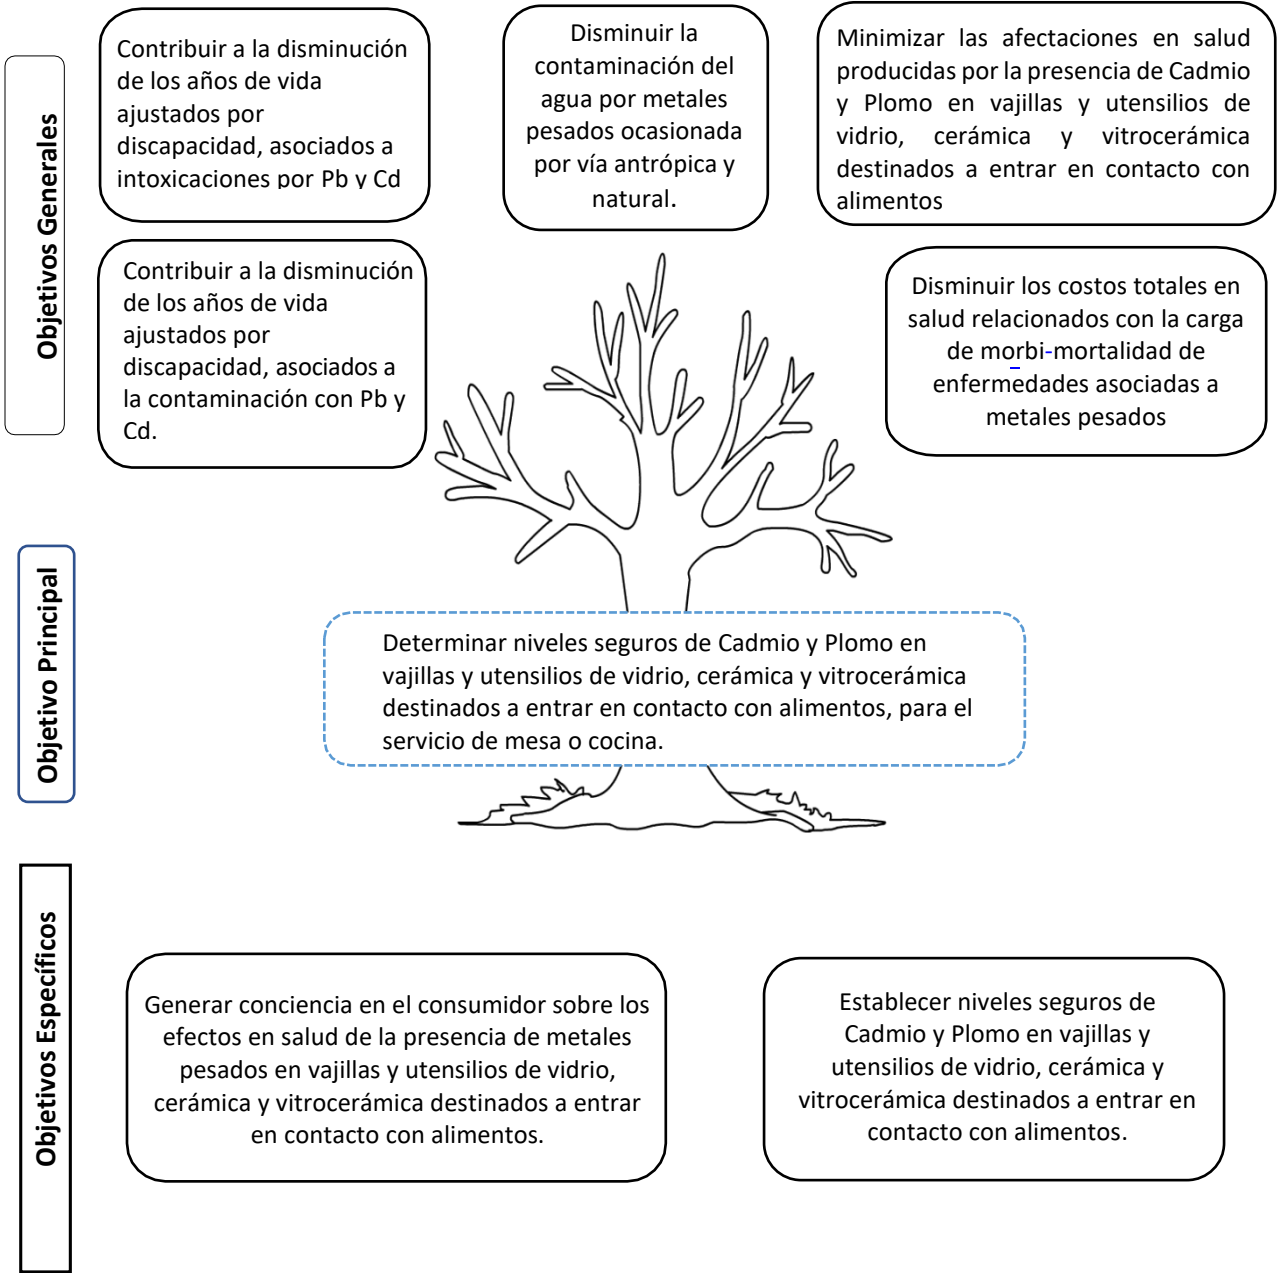 Objetivos Generales
Contribuir a la disminución
de los años de vida
ajustados por
discapacidad, asociados a
intoxicaciones por Pb y Cd
Disminuir la
contaminación del
agua por metales
pesados ocasionada
por vía antrópica y
natural.
Minimizar las afectaciones en salud
producidas por la presencia de Cadmio
y Plomo en vajillas y utensilios de
vidrio, cerámica y vitrocerámica
destinados a entrar en contacto con
alimentos
Contribuir a la disminución
de los años de vida
ajustados por
discapacidad, asociados a
la contaminación con Pb y
Cd.
Disminuir los costos totales en
salud relacionados con la carga
de morbi-mortalidad de
enfermedades asociadas a
metales pesados
Objetivo Principal
Determinar niveles seguros de Cadmio y Plomo en
vajillas y utensilios de vidrio, cerámica y vitrocerámica
destinados a entrar en contacto con alimentos, para el
servicio de mesa o cocina.
Objetivos Específicos
Generar conciencia en el consumidor sobre los
efectos en salud de la presencia de metales
pesados en vajillas y utensilios de vidrio,
cerámica y vitrocerámica destinados a entrar
en contacto con alimentos.
Establecer niveles seguros de
Cadmio y Plomo en vajillas y
utensilios de vidrio, cerámica y
vitrocerámica destinados a entrar en
contacto con alimentos.